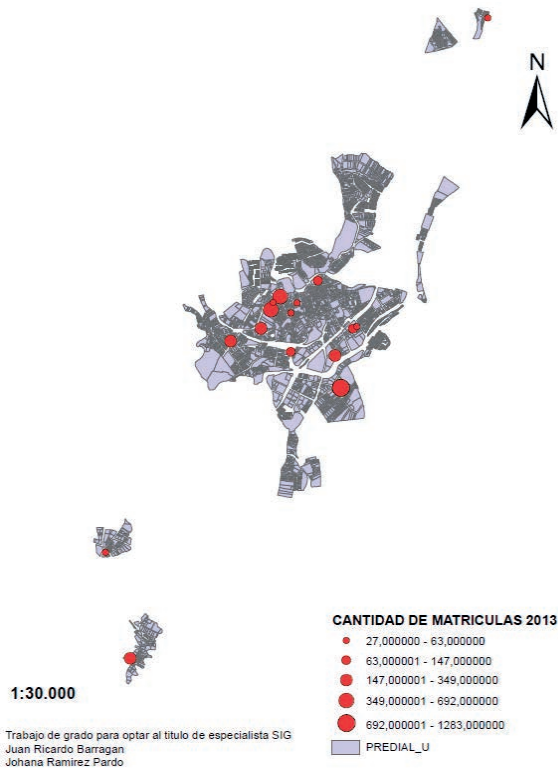 N
CANTIDAD DE MATRICULAS 2013
27,000000 - 63,000000
63,000001 - 147,000000
147,000001 - 349,000000
349,000001 - 692,000000
692,000001 - 1283,000000
PREDIAL_U
1:30.000
Trabajo de grado para optar al titulo de especialista SIG
Juan Ricardo Barragan
Johana Ramirez Pardo